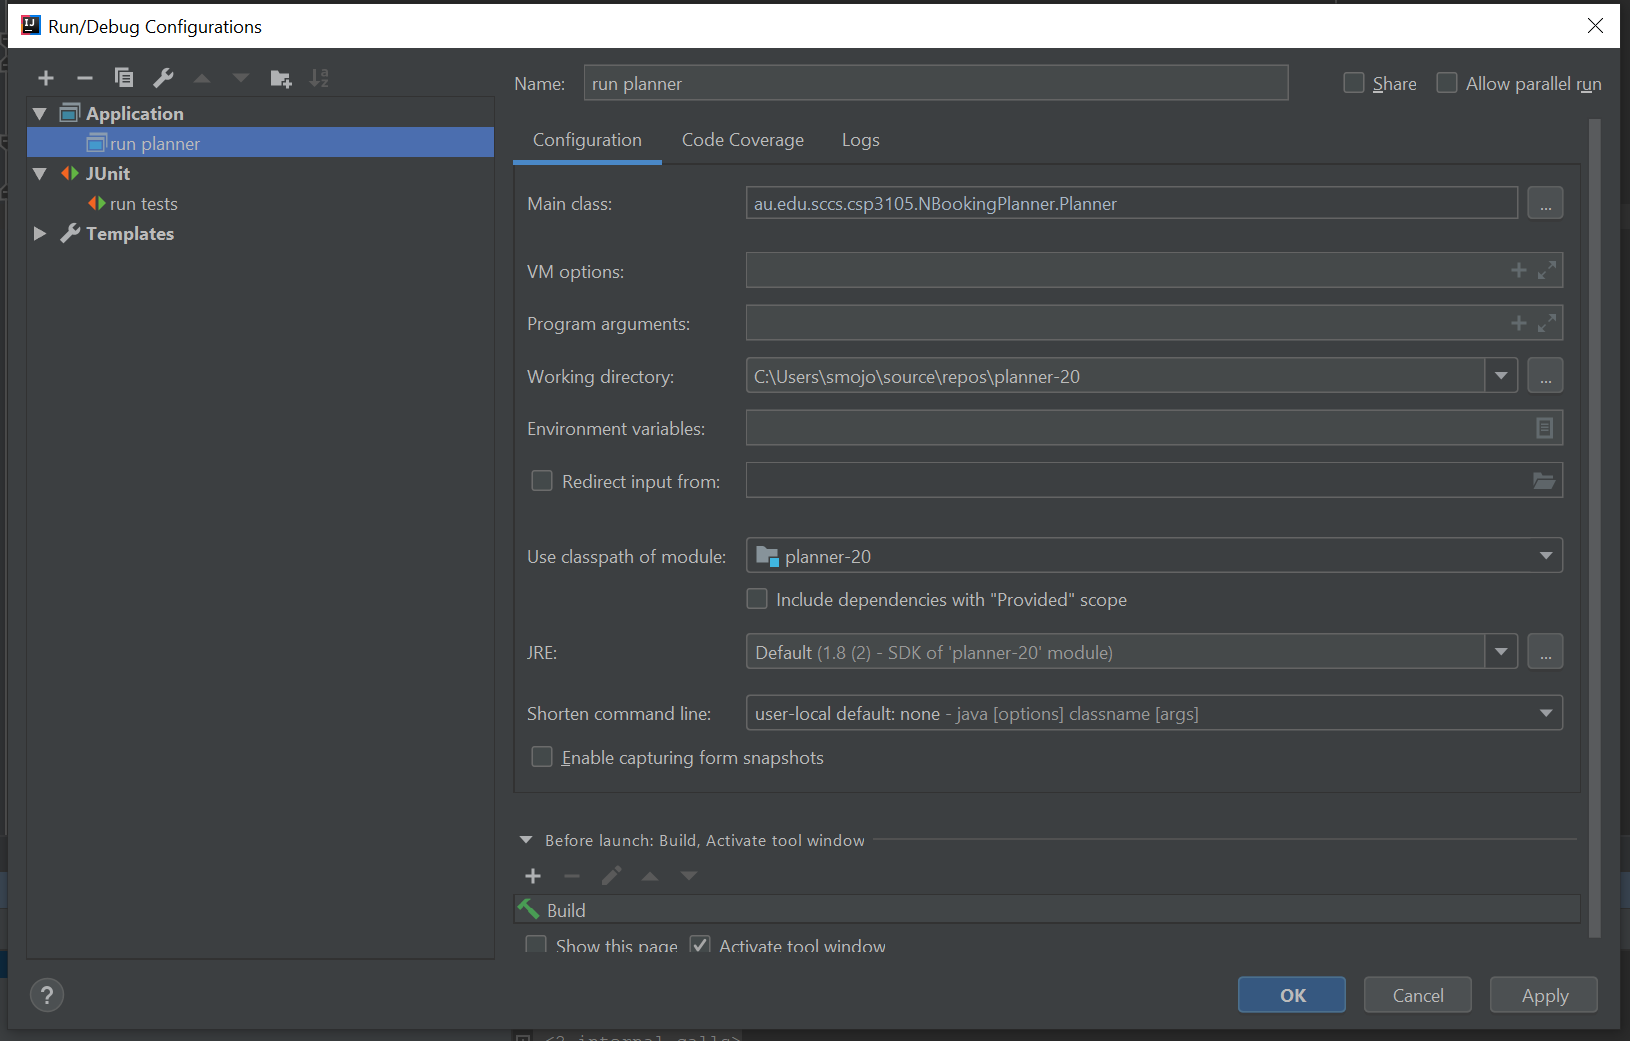 Run/Debug Configurations
Application
run planner
JUnit
run tests
Templates
Name: run planner Share Allow parallel run
Configuration Code Coverage Logs
Main class: au.edu.sccs.csp3105.NBookingPlanner.Planner ...
VM options:
Program arguments:
Working directory: C:\Users\smojo\source\repos\planner-20 ...
Environment variables:
Redirect input from:
Use classpath of module: planner-20
Include dependencies with "Provided" scope
JRE: Default (1.8 (2) - SDK of 'planner-20' module) ...
Shorten command line: user-local default: none - java [options] classname [args]
Enable capturing form snapshots
Before launch: Build, Activate tool window
Build
Show this page Activate tool window
? OK Cancel Apply
<2 internal calls>